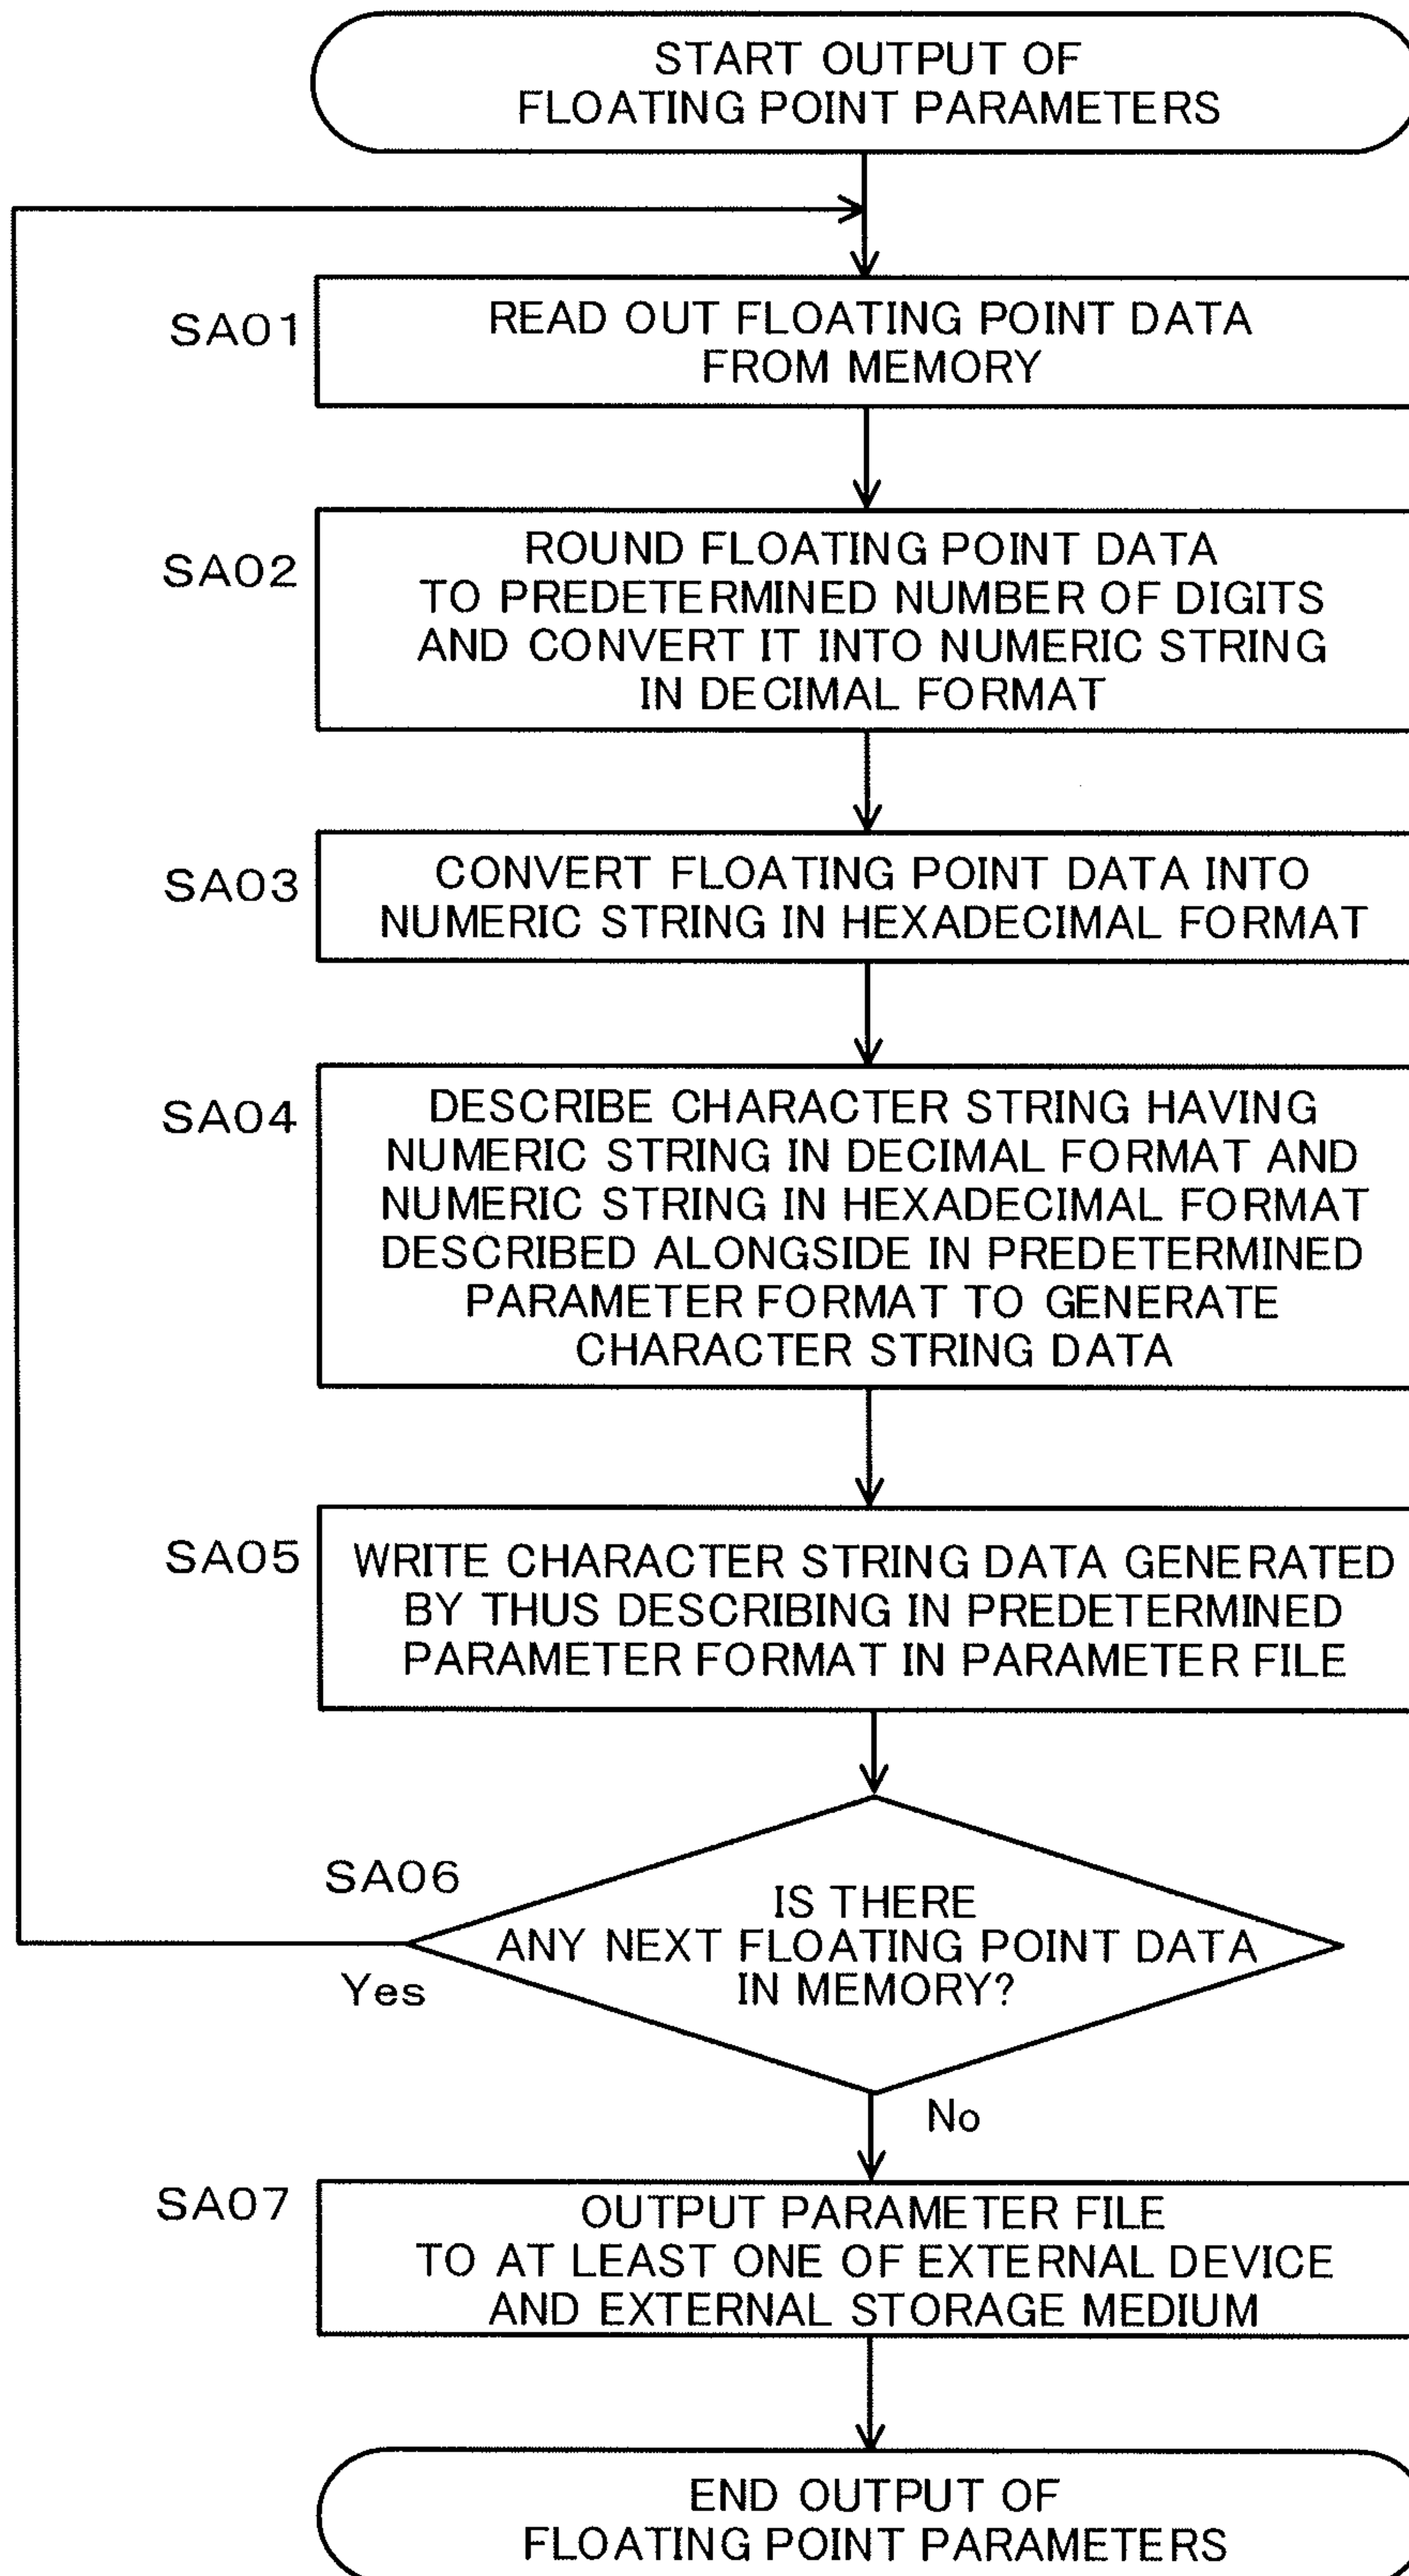 START OUTPUT OF
FLOATING POINT PARAMETERS
SA01
READ OUT FLOATING POINT DATA
FROM MEMORY
SA02
ROUND FLOATING POINT DATA
TO PREDETERMINED NUMBER OF DIGITS
AND CONVERT IT INTO NUMERIC STRING
IN DECIMAL FORMAT
SA03
CONVERT FLOATING POINT DATA INTO
NUMERIC STRING IN HEXADECIMAL FORMAT
SA04
DESCRIBE CHARACTER STRING HAVING
NUMERIC STRING IN DECIMAL FORMAT AND
NUMERIC STRING IN HEXADECIMAL FORMAT
DESCRIBED ALONGSIDE IN PREDETERMINED
PARAMETER FORMAT TO GENERATE
CHARACTER STRING DATA
SA05
WRITE CHARACTER STRING DATA GENERATED
BY THUS DESCRIBING IN PREDETERMINED
PARAMETER FORMAT IN PARAMETER FILE
SA06
IS THERE
ANY NEXT FLOATING POINT DATA
IN MEMORY?
Yes
No
SA07
OUTPUT PARAMETER FILE
TO AT LEAST ONE OF EXTERNAL DEVICE
AND EXTERNAL STORAGE MEDIUM
END OUTPUT OF
FLOATING POINT PARAMETERS